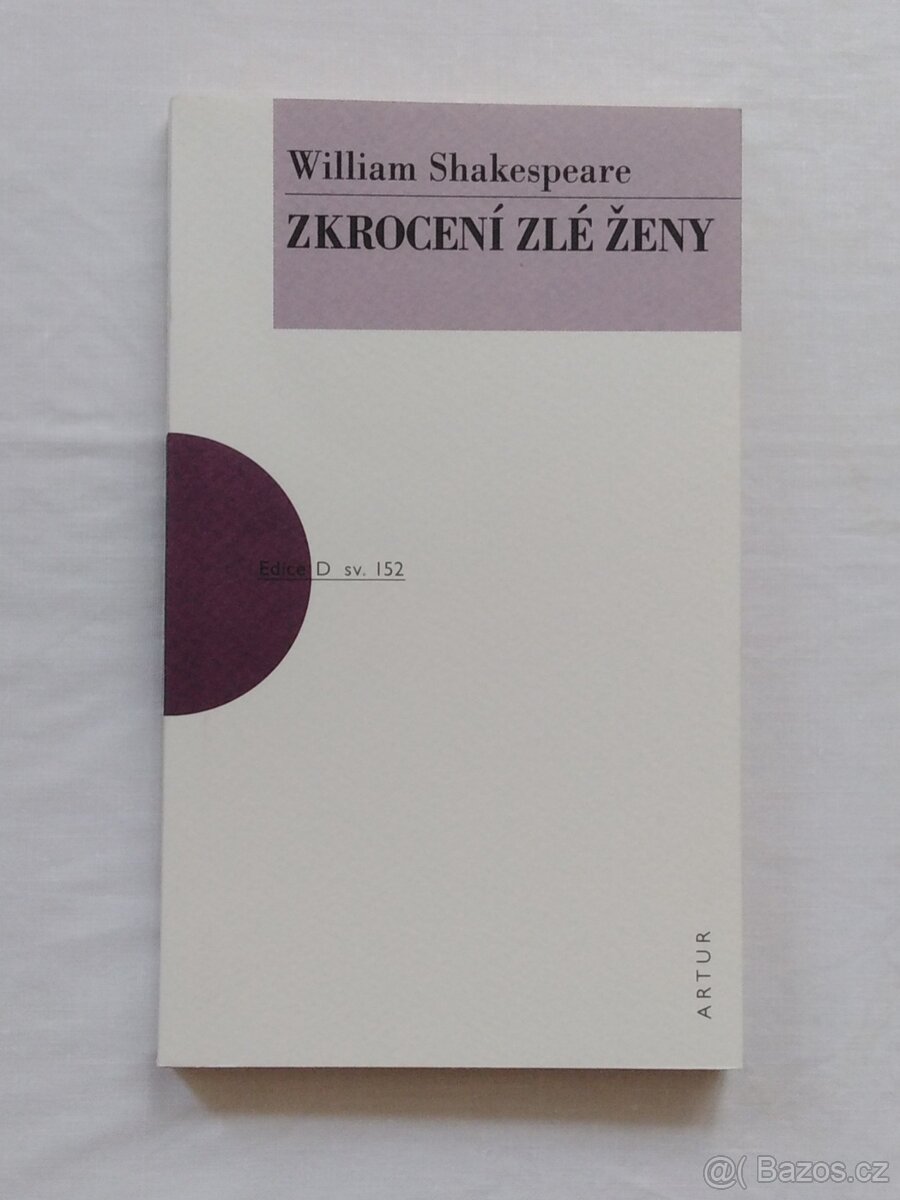 William Shakespeare
ZKROCENÍ ZLÉ ŽENY
Edice D sv. 152
ARTUR
@( Bazos.cz